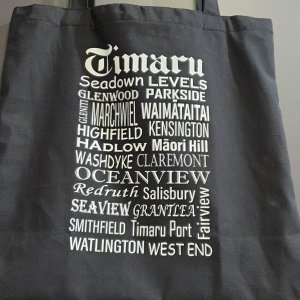 Timaru
Seadown LEVELS
GLENWOOD PARKSIDE
GLENITI MARCHWIEL WAIMĀTAITAI
HIGHFIELD KENSINGTON
HADLOW Māori Hill
WASHDYKE CLAREMONT
OCEANVIEW
Redruth Salisbury
SEAVIEW GRANTLEA Fairview
SMITHFIELD Timaru Port
WATLINGTON WEST END